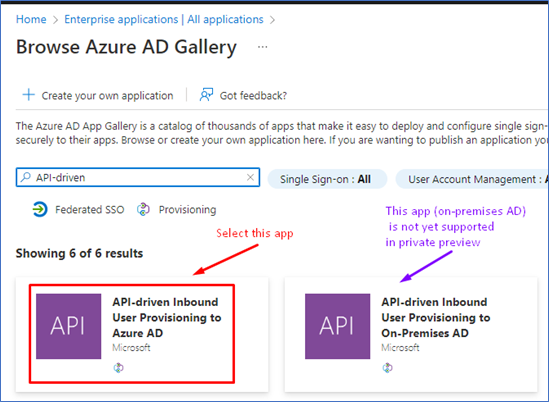 Home > Enterprise applications | All applications >
Browse Azure AD Gallery ...
+ Create your own application Got feedback?
The Azure AD App Gallery is a catalog of thousands of apps that make it easy to deploy and configure single sign-
securely to their apps. Browse or create your own application here. If you are wanting to publish an application you
API-driven
Single Sign-on : All
User Account Management :
Federated SSO
Provisioning
Select this app
This app (on-premises AD)
is not yet supported
in private preview
Showing 6 of 6 results
API
API-driven Inbound
User Provisioning to
Azure AD
Microsoft
API
API-driven Inbound
User Provisioning to
On-Premises AD
Microsoft